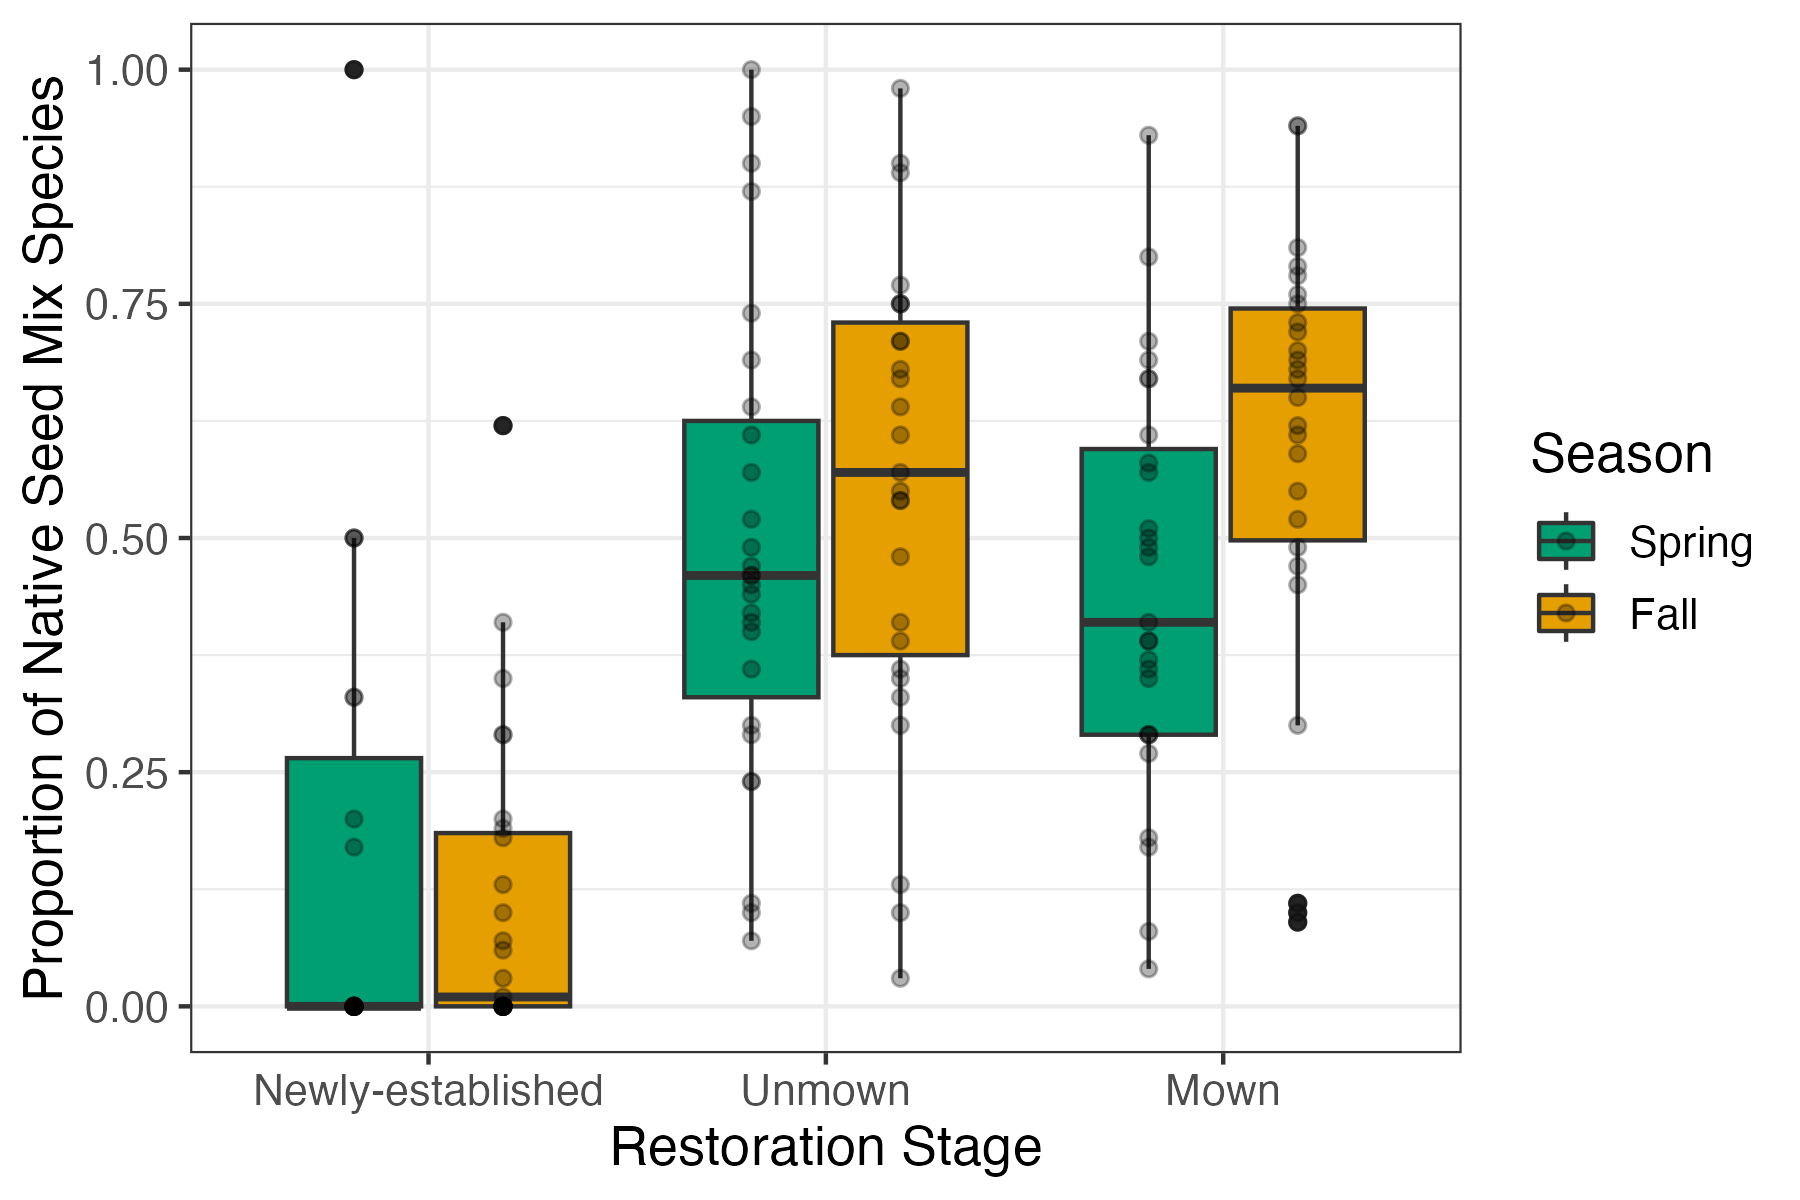 Proportion of Native Seed Mix Species
1.00
0.75
0.50
0.25
0.00
Newly-established
Unmown
Mown
Restoration Stage
Season
Spring
Fall